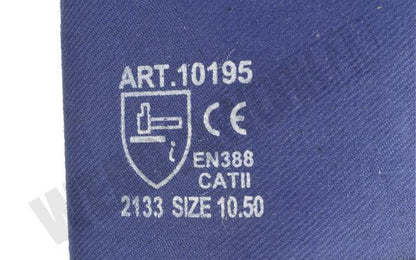 ART.10195
CE
i
EN388
CATII
2133 SIZE 10.50